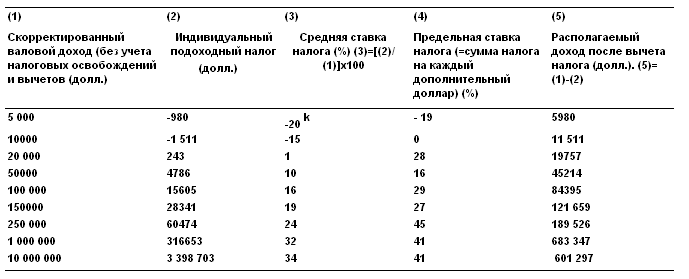 (1) (2) (3) (4) (5)
Скорректированный Индивидуальный Средняя ставка Предельная ставка Располагаемый
валовой доход (без учета подоходный налог налога (%) (3)=[(2)/ налога (=сумма налога доход после вычета
налоговых освобождений (долл.) (1)]x100 на каждый налога (долл.). (5)=
и вычетов (долл.) дополнительный (1)-(2)
доллар) (%)
5 000 -980 -20 k - 19 5980
10000 -1 511 -15 0 11 511
20 000 243 1 28 19757
50000 4786 10 16 45214
100 000 15605 16 29 84395
150000 28341 19 27 121 659
250 000 60474 24 45 189 526
1 000 000 316653 32 41 683 347
10 000 000 3 398 703 34 41 601 297